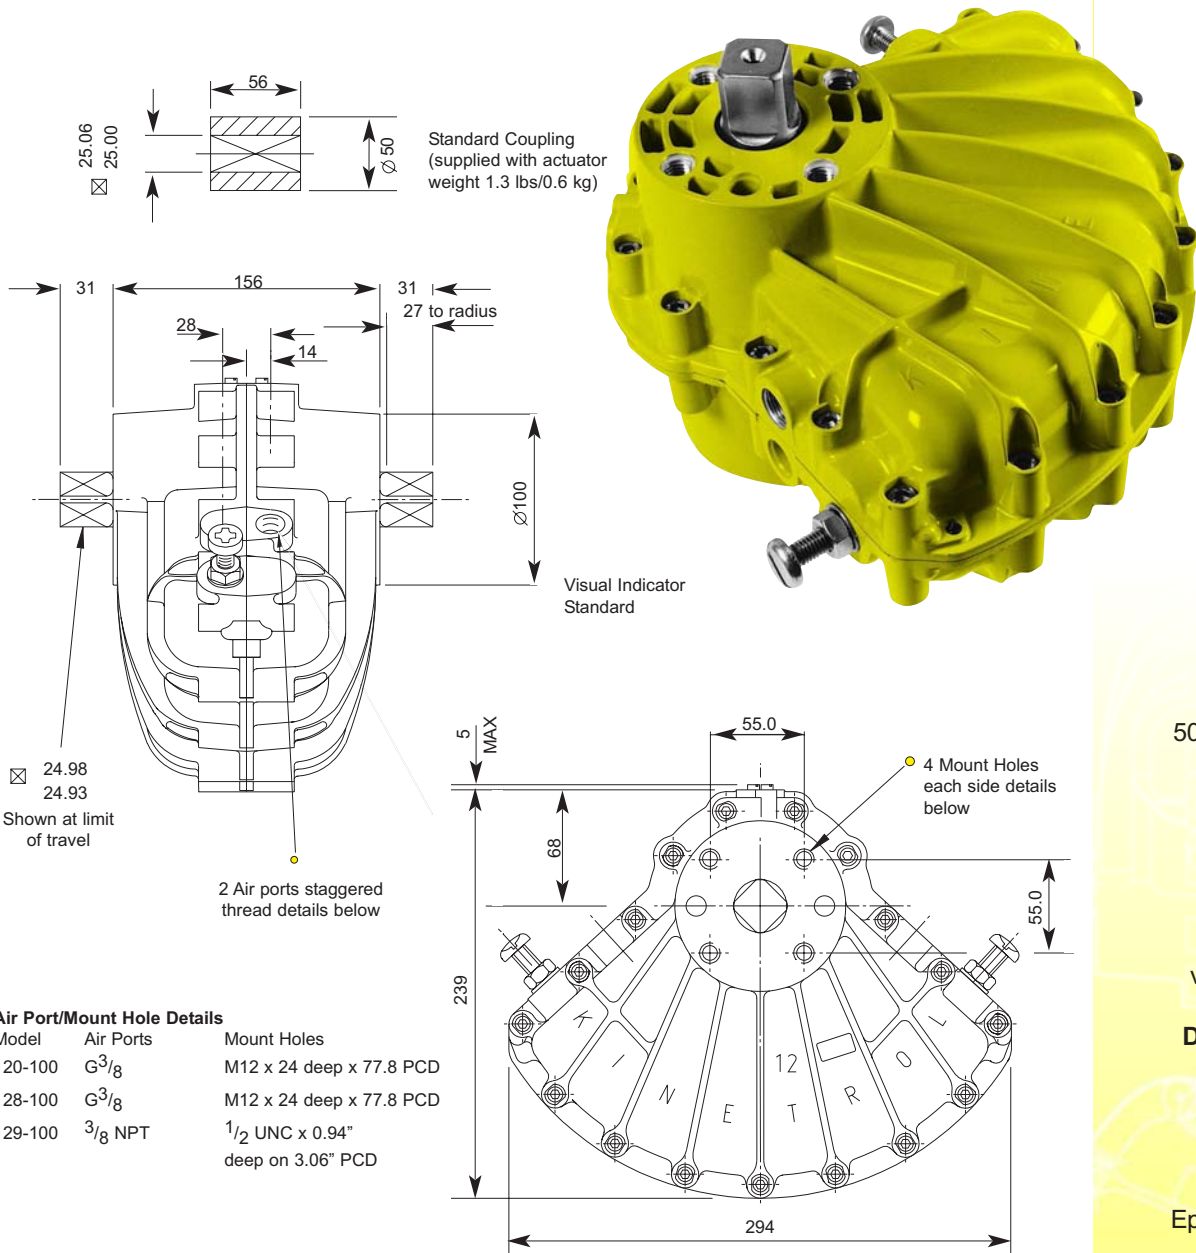 56
25.06
25.00
Ø 50
Standard Coupling
(supplied with actuator
weight 1.3 lbs/0.6 kg)
31
156
31
27 to radius
28
14
Ø100
Visual Indicator
Standard
24.98
24.93
Shown at limit
of travel
2 Air ports staggered
thread details below
5
MAX
55.0
4 Mount Holes
each side details
below
68
55.0
239
294
K I N E T R O L
12
Air Port/Mount Hole Details
Model Air Ports Mount Holes
20-100 G3/8 M12 x 24 deep x 77.8 PCD
28-100 G3/8 M12 x 24 deep x 77.8 PCD
29-100 3/8 NPT 1/2 UNC x 0.94”
deep on 3.06” PCD
50
D
Ep